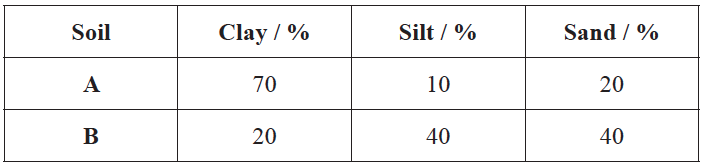 Soil Clay / % Silt / % Sand / %
A 70 10 20
B 20 40 40